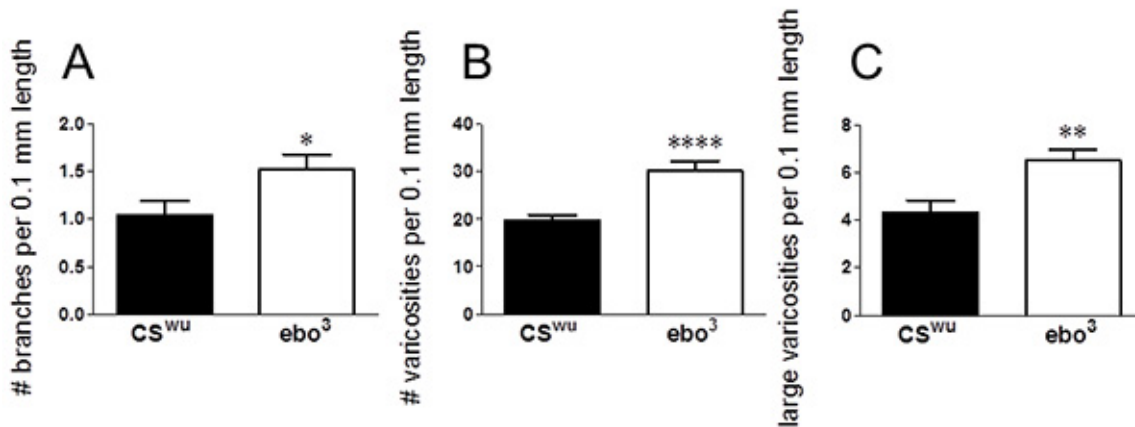 A
# branches per 0.1 mm length
2.0
1.5
1.0
0.5
0.0
*
CSwu
ebo3
B
# varicosities per 0.1 mm length
40
30
20
10
0
****
CSwu
ebo3
C
large varicosities per 0.1 mm length
8
6
4
2
0
**
CSwu
ebo3